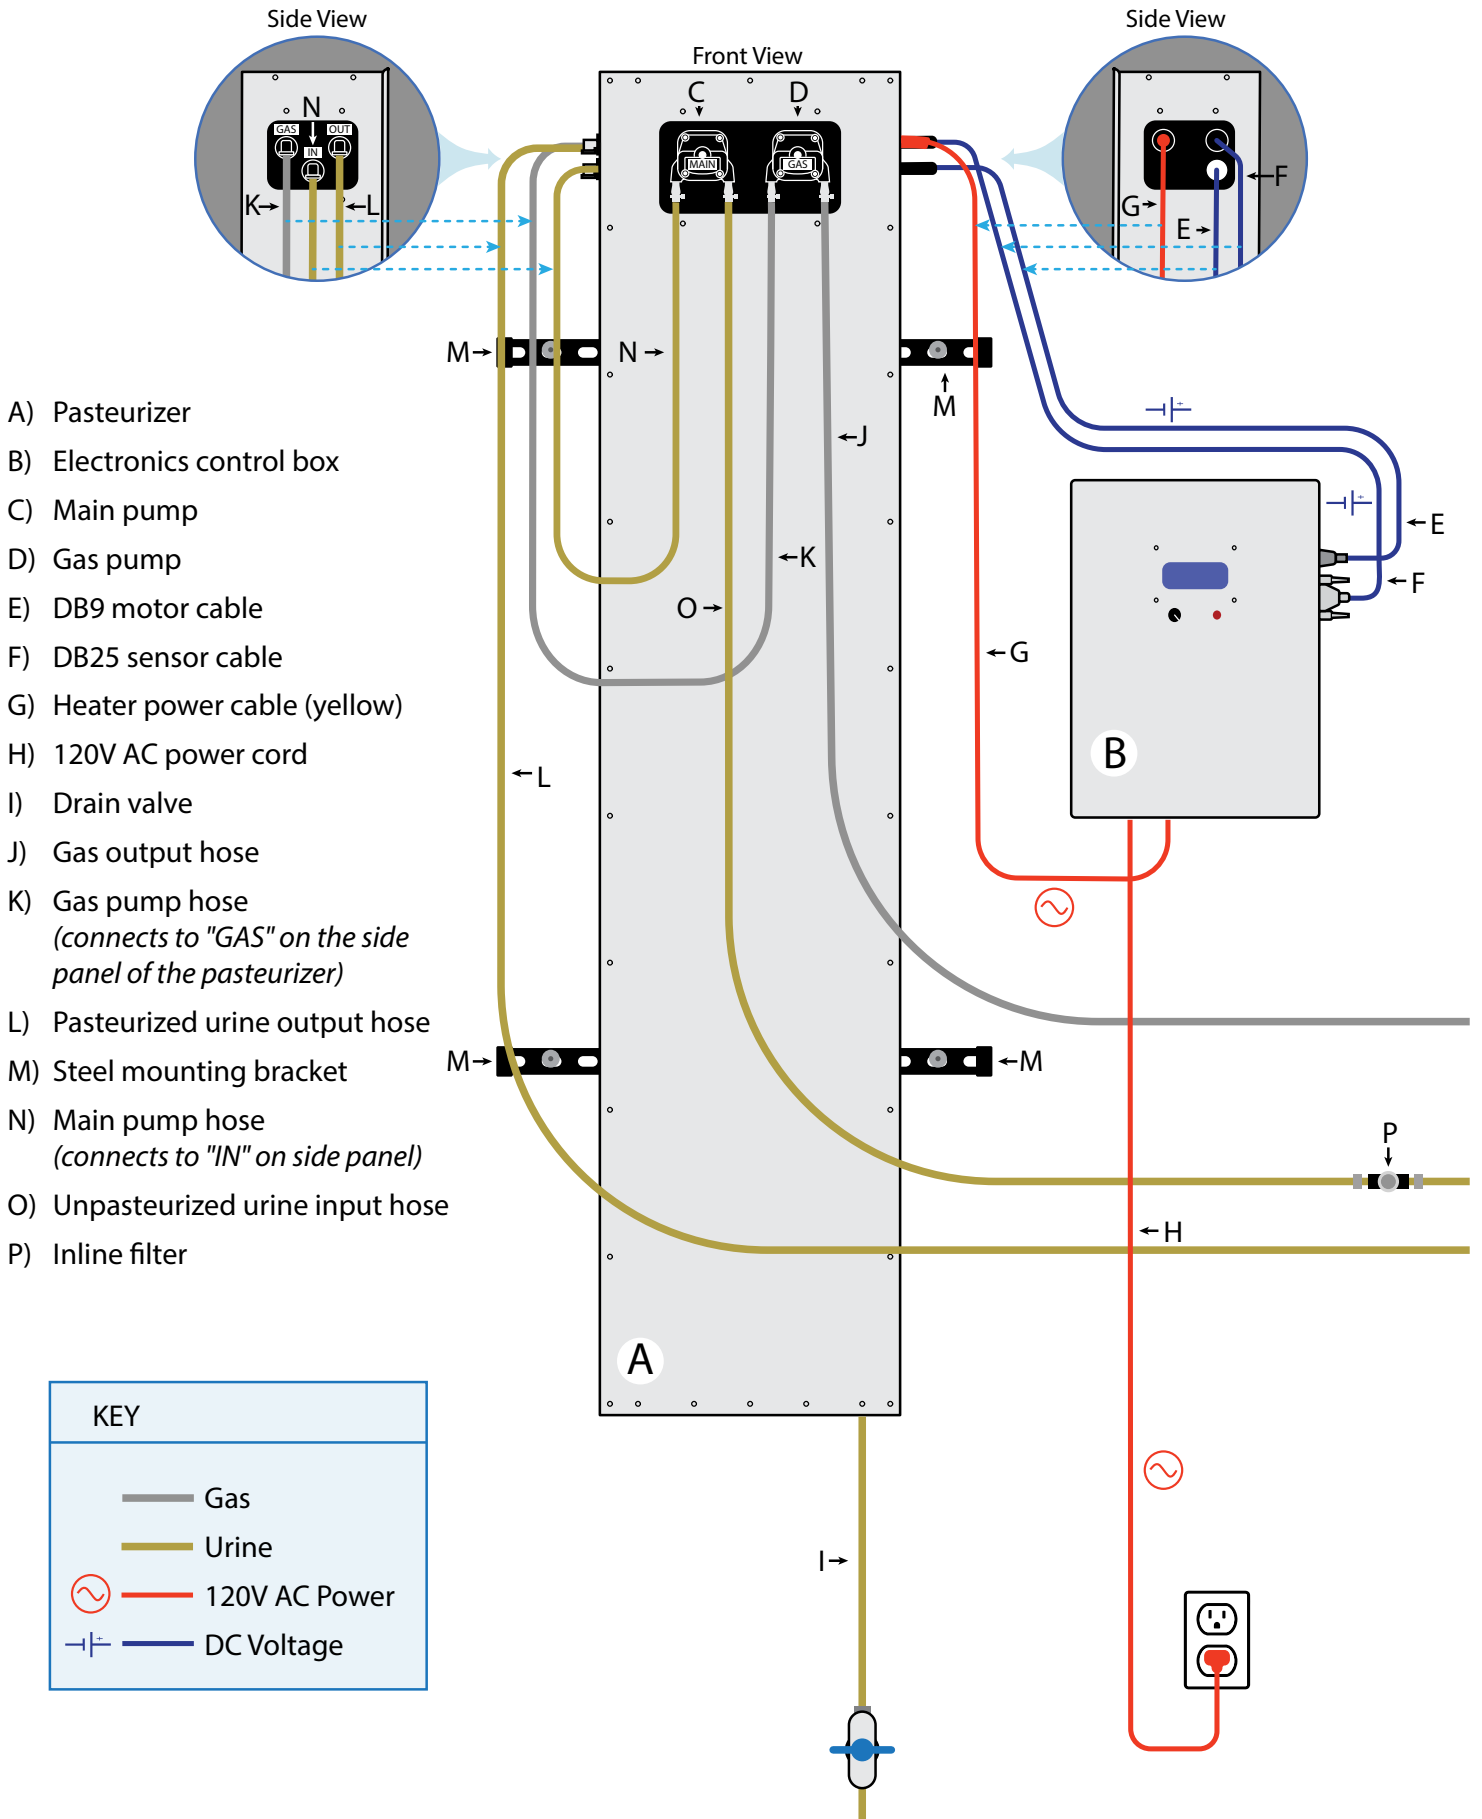 Side View
Front View
Side View
N
GAS
OUT
IN
K
L
C
D
MAIN
GAS
G
E
F
M
N
M
J
K
O
E
F
G
L
B
M
M
P
H
A
I
A) Pasteurizer
B) Electronics control box
C) Main pump
D) Gas pump
E) DB9 motor cable
F) DB25 sensor cable
G) Heater power cable (yellow)
H) 120V AC power cord
I) Drain valve
J) Gas output hose
K) Gas pump hose
(connects to "GAS" on the side
panel of the pasteurizer)
L) Pasteurized urine output hose
M) Steel mounting bracket
N) Main pump hose
(connects to "IN" on side panel)
O) Unpasteurized urine input hose
P) Inline filter
KEY
Gas
Urine
120V AC Power
DC Voltage